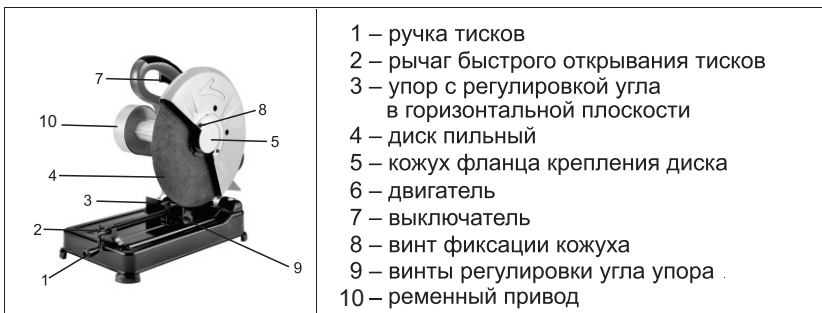 7
8
10
5
4
3
2
9
1
1 – ручка тисков
2 – рычаг быстрого открывания тисков
3 – упор с регулировкой угла
в горизонтальной плоскости
4 – диск пильный
5 – кожух фланца крепления диска
6 – двигатель
7 – выключатель
8 – винт фиксации кожуха
9 – винты регулировки угла упора
10 – ременный привод